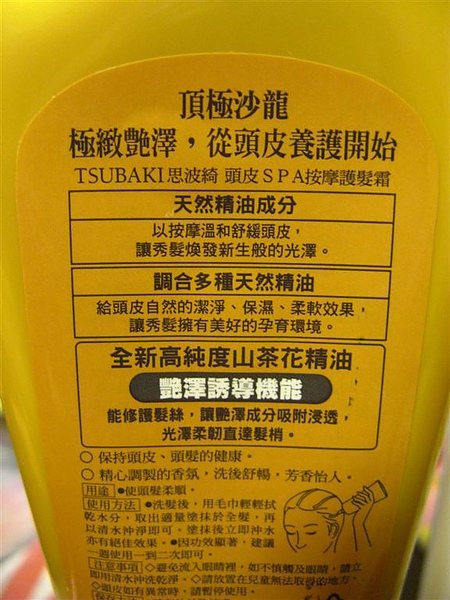 頂極沙龍
極緻艷澤，從頭皮養護開始
TSUBAKI思波綺 頭皮SPA按摩護髮霜
天然精油成分
以按摩溫和舒緩頭皮，
讓秀髮煥發新生般的光澤。
調合多種天然精油
給頭皮自然的潔淨、保濕、柔軟效果，
讓秀髮擁有美好的孕育環境。
全新高純度山茶花精油
艷澤誘導機能
能修護髮絲，讓艷澤成分吸附浸透，
光澤柔韌直達髮梢。
○ 保持頭皮、頭髮的健康。
○ 精心調製的香氛，洗後舒暢，芳香怡人。
用途 ●使頭髮柔順。
使用方法 ●洗髮後，用毛巾輕輕拭
乾水分，取出適量塗抹於全髮，再
以清水沖淨即可。塗抹後立即沖水
亦有絕佳效果。●因功效顯著，建議
一週使用一到二次即可。
注意事項 ◇避免流入眼睛裡，如不慎觸及眼睛，請立
即用清水沖洗乾淨。◇請放置在兒童無法取得的地方。
◇頭皮如有異常時，請暫停使用。